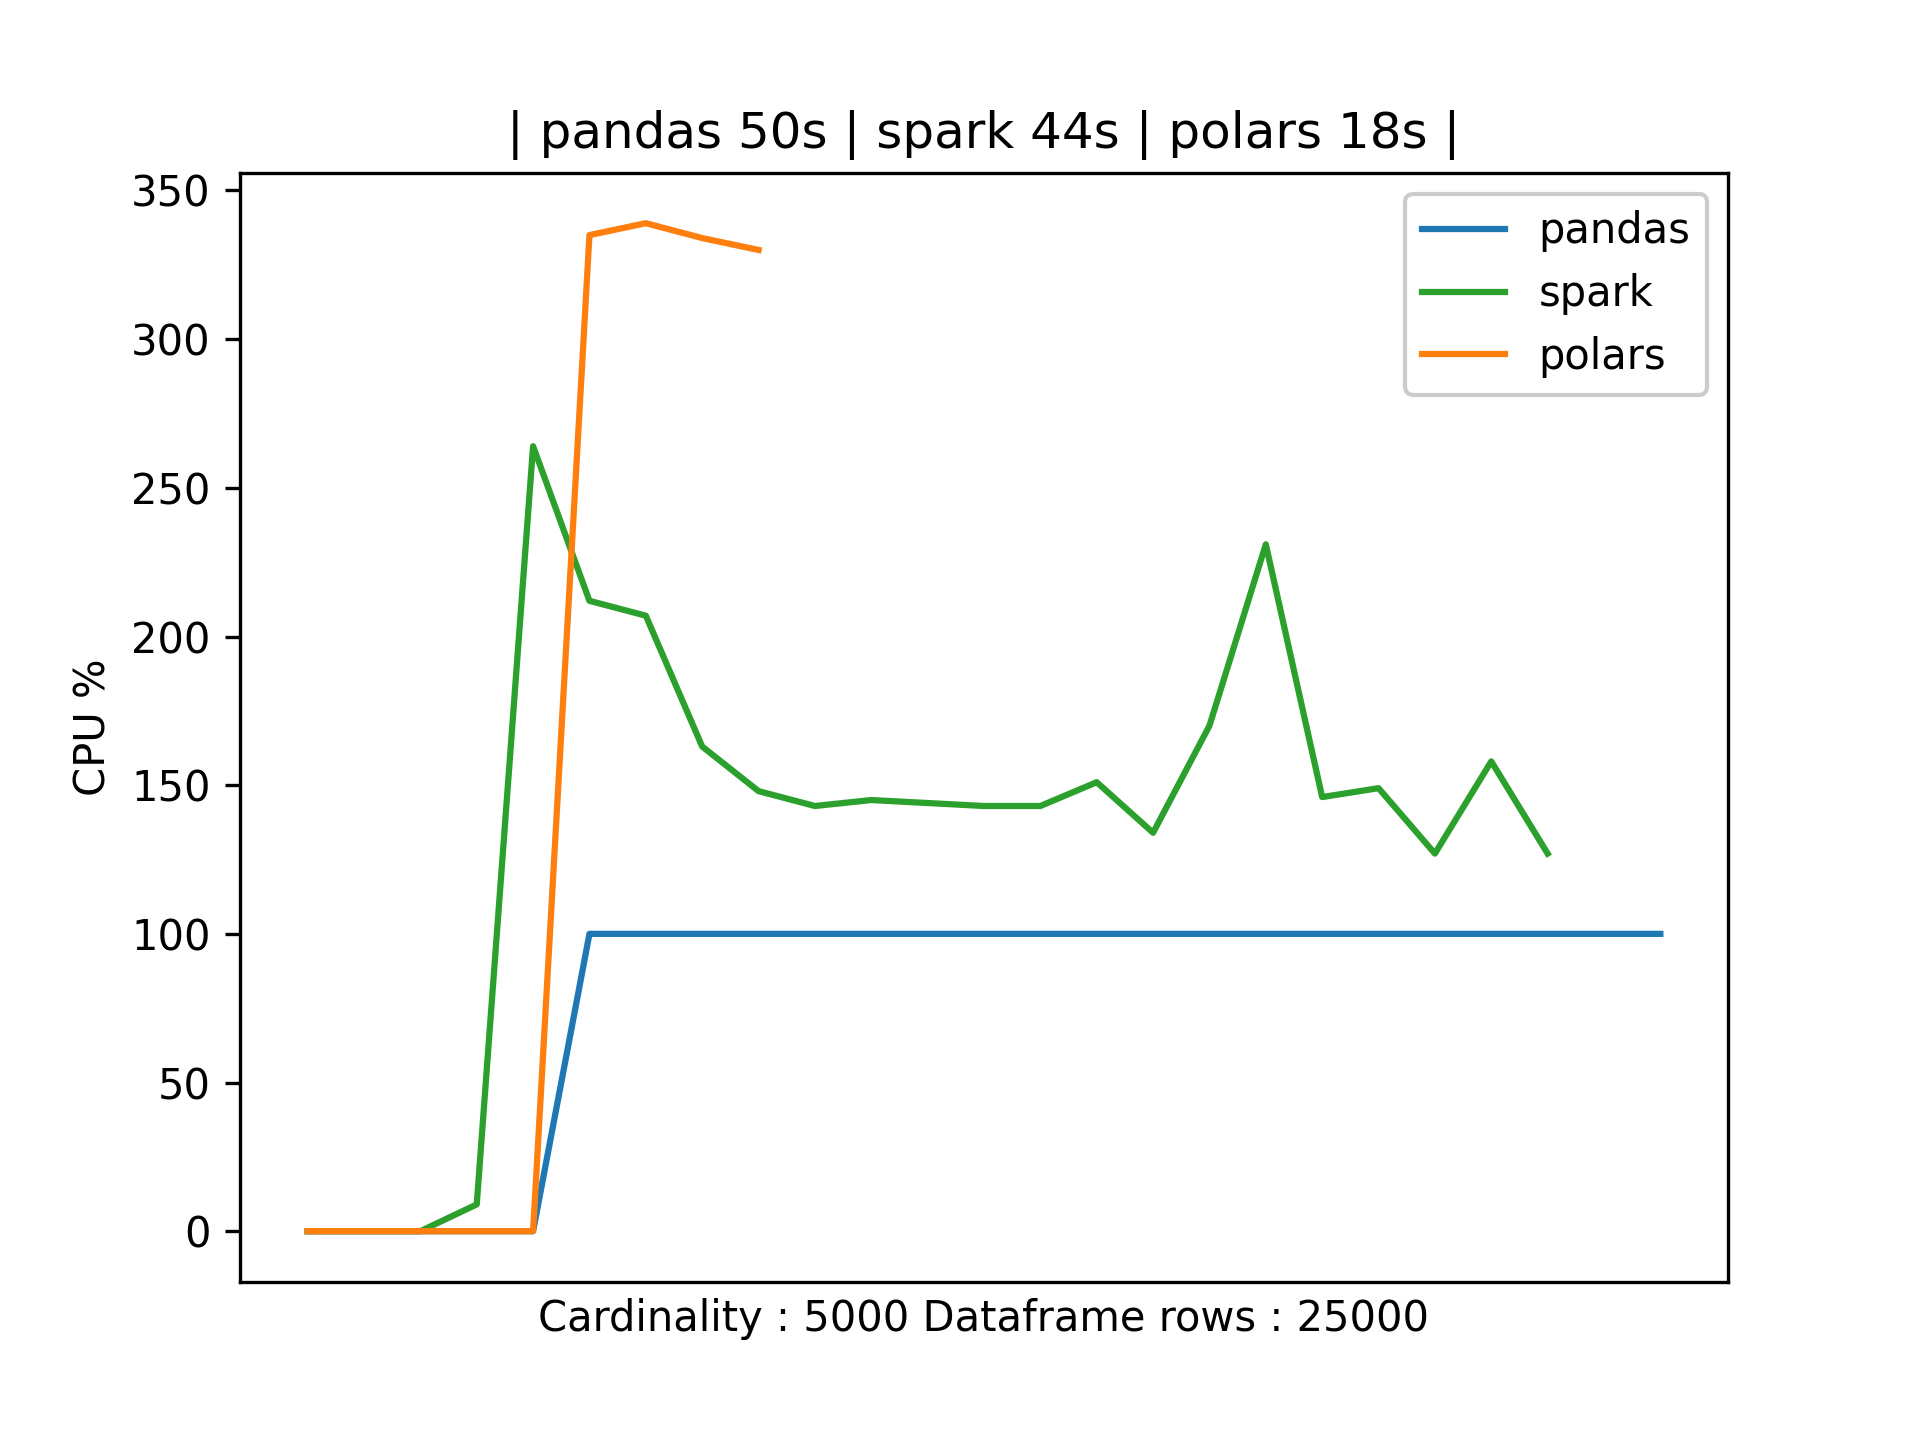 | pandas 50s | spark 44s | polars 18s |
350
300
250
200
150
100
50
0
CPU %
pandas
spark
polars
Cardinality : 5000 Dataframe rows : 25000